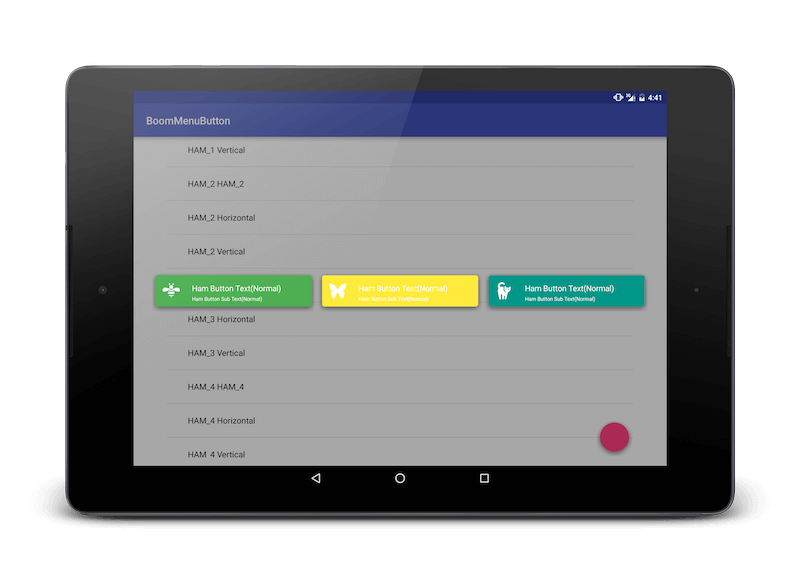 4:41
BoomMenuButton
HAM_1 Vertical
HAM_2 HAM_2
HAM_2 Horizontal
HAM_2 Vertical
Ham Button Text(Normal)
Ham Button Sub Text(Normal)
Ham Button Text(Normal)
Ham Button Sub Text(Normal)
Ham Button Text(Normal)
Ham Button Sub Text(Normal)
HAM_3 Horizontal
HAM_3 Vertical
HAM_4 HAM_4
HAM_4 Horizontal
HAM_4 Vertical